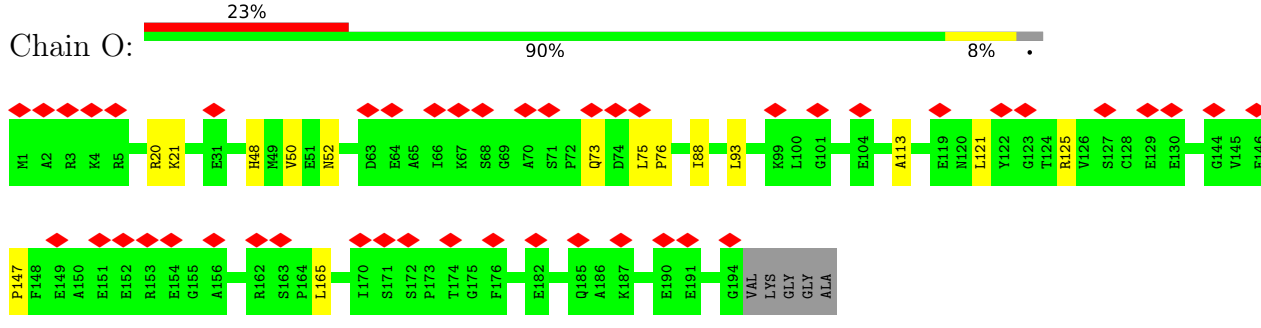 23%
Chain O:
90% 8% •
M1 A2 R3 K4 R5 R20 K21 E31 H48 M49 V50 E51 N52 D63 E64 A65 I66 K67 S68 G69 A70 S71 P72 Q73 D74 L75 P76 I88 L93 K99 L100 G101 E104 A113 E119 N120 L121 Y122 G123 T124 R125 V126 S127 C128 E129 E130 G144 V145
P147 F148 E149 A150 E151 E152 R153 E154 G155 A156 R162 S163 P164 L165 I170 S171 S172 P173 T174 G175 F176 E182 Q185 A186 K187 E190 E191 G194 VAL LYS GLY GLY ALA